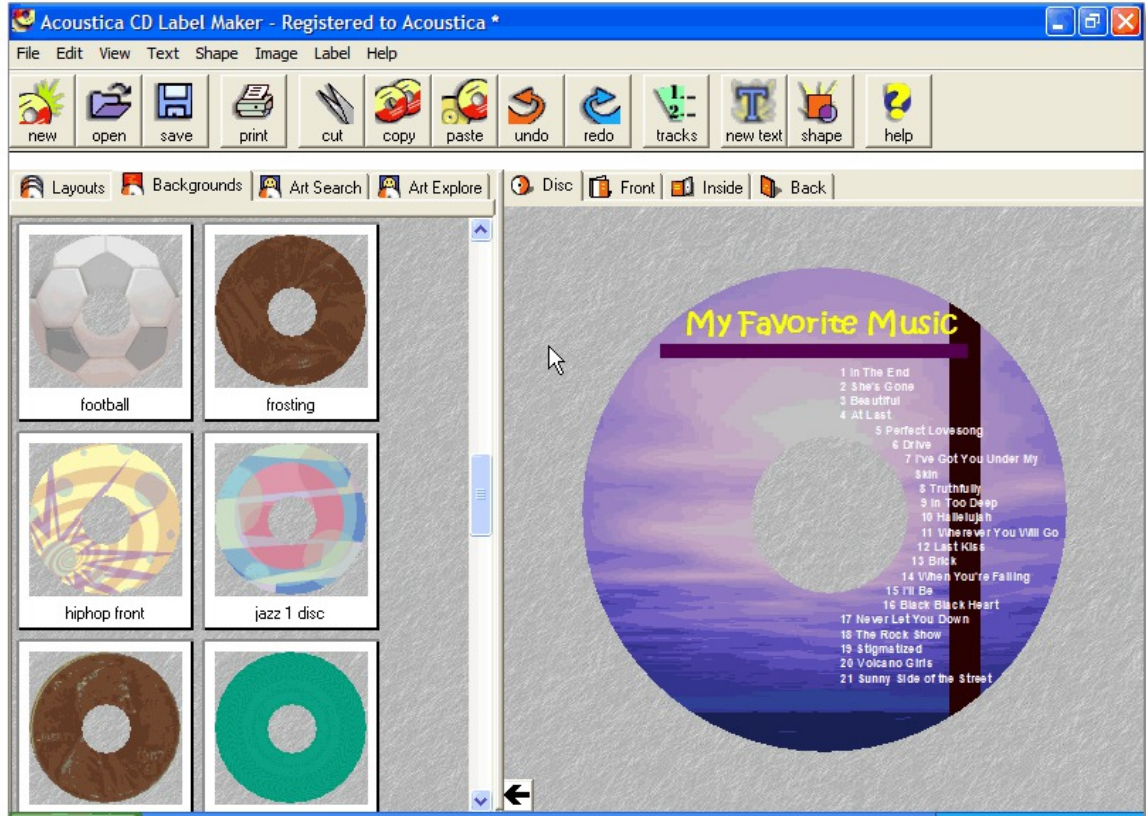 Acoustica CD Label Maker - Registered to Acoustica *
File Edit View Text Shape Image Label Help
new open save print cut copy paste undo redo tracks new text shape help
Layouts Backgrounds Art Search Art Explore
Disc Front Inside Back
football
frosting
hiphop front
jazz 1 disc
My Favorite Music
1 In The End
2 She's Gone
3 Beautiful
4 At Last
5 Perfect Lovesong
6 Drive
7 I've Got You Under My
Skin
8 Truthfully
9 In Too Deep
10 Hallelujah
11 Wherever You Will Go
12 Last Kiss
13 Brick
14 When You're Falling
15 I'll Be
16 Black Black Heart
17 Never Let You Down
18 The Rock Show
19 Stigmatized
20 Volcano Girls
21 Sunny Side of the Street